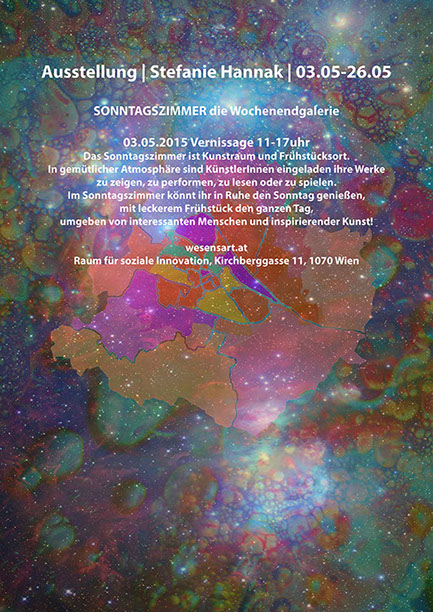 Ausstellung | Stefanie Hannak | 03.05-26.05
SONNTAGSZIMMER die Wochenendgalerie
03.05.2015 Vernissage 11-17uhr
Das Sonntagszimmer ist Kunstraum und Frühstücksort.
In gemütlicher Atmosphäre sind KünstlerInnen eingeladen ihre Werke
zu zeigen, zu performen, zu lesen oder zu spielen.
Im Sonntagszimmer könnt ihr in Ruhe den Sonntag genießen,
mit leckerem Frühstück den ganzen Tag,
umgeben von interessanten Menschen und inspirierender Kunst!
wesensart.at
Raum für soziale Innovation, Kirchberggasse 11, 1070 Wien